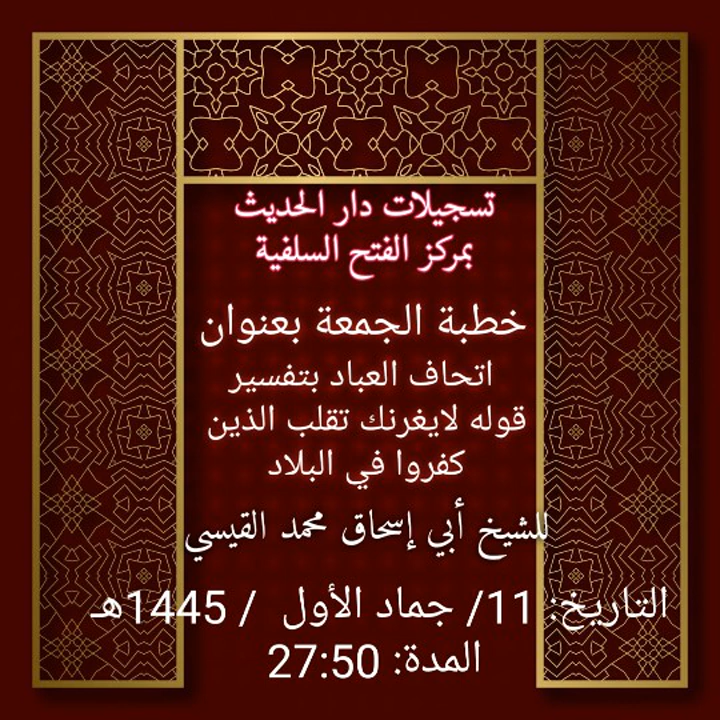 تسجيلات دار الحديث
بمركز الفتح السلفية
خطبة الجمعة بعنوان
اتحاف العباد بتفسير
قوله لايغرنك تقلب الذين
كفروا في البلاد
للشيخ أبي إسحاق محمد القيسي
التاريخ: 11/ جماد الأول / 1445هـ
المدة: 27:50